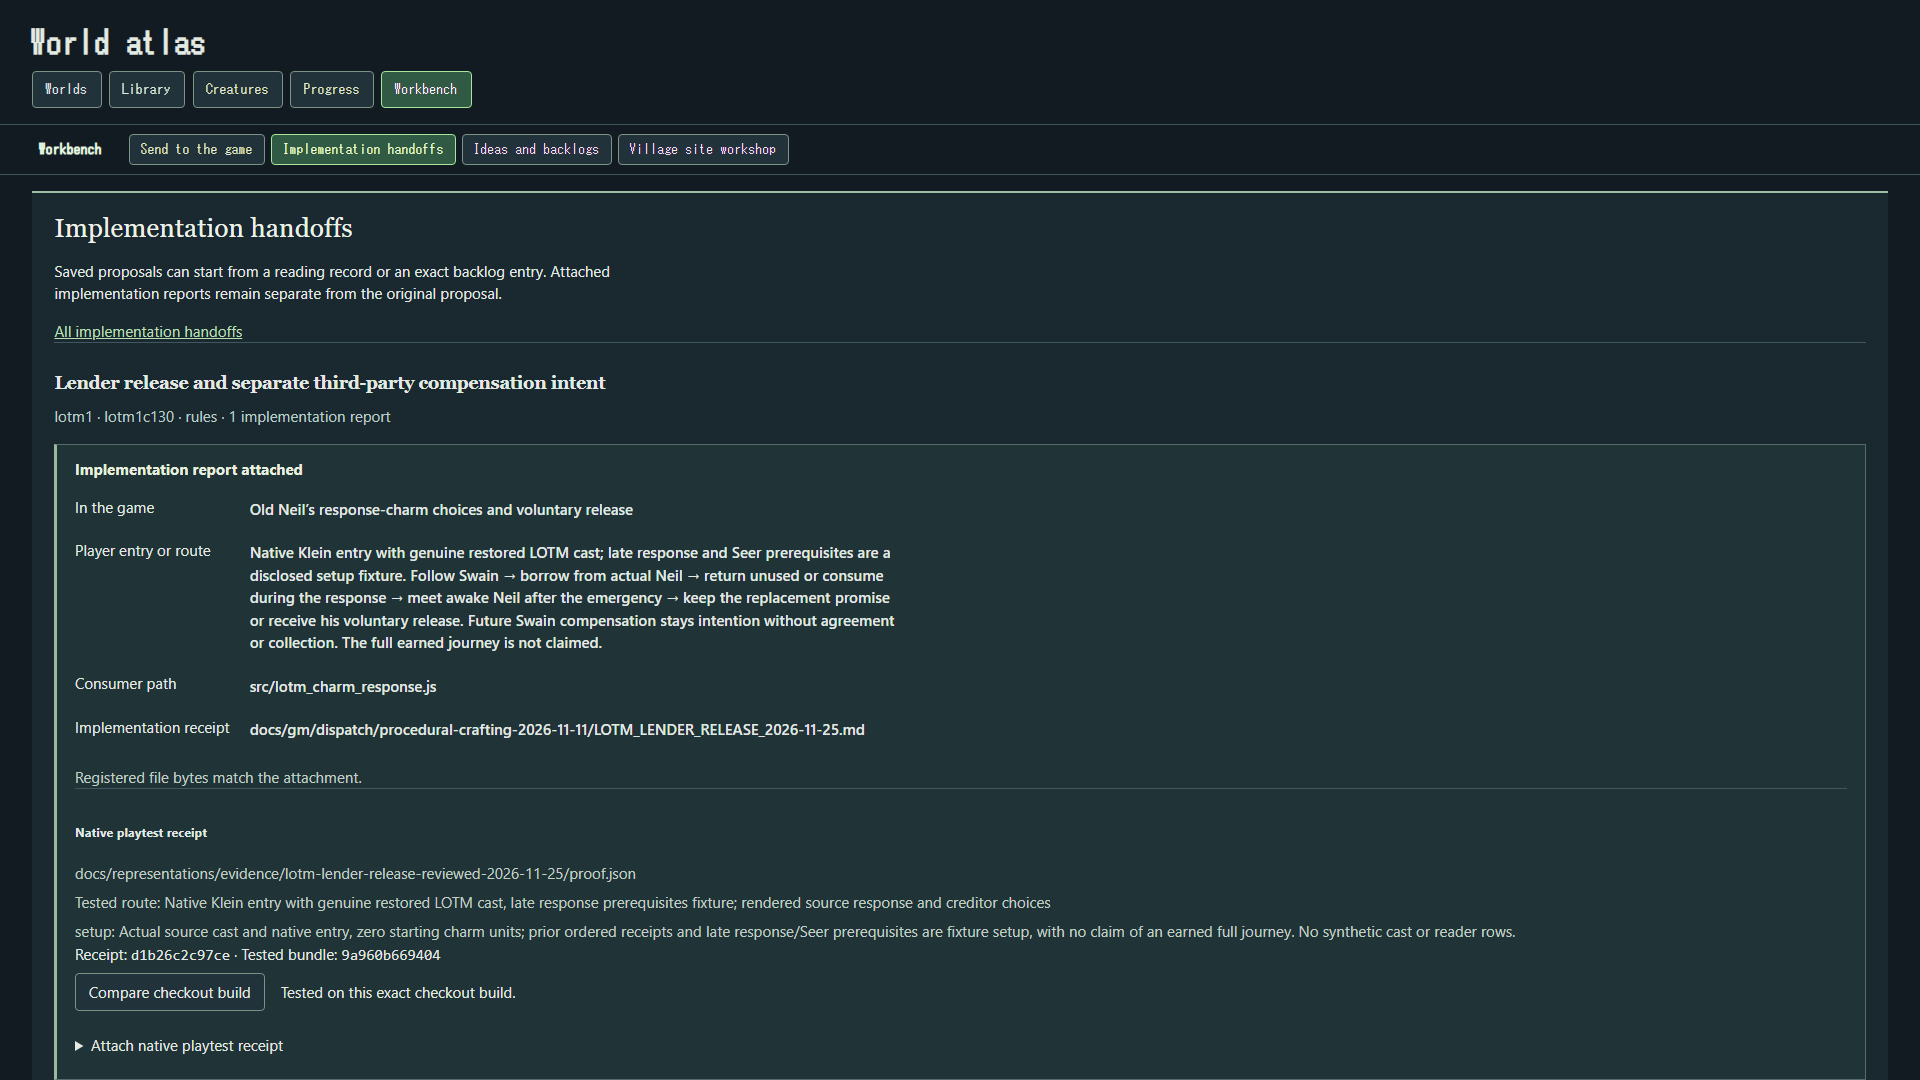 World atlas
Worlds Library Creatures Progress Workbench
Workbench Send to the game Implementation handoffs Ideas and backlogs Village site workshop
Implementation handoffs
Saved proposals can start from a reading record or an exact backlog entry. Attached
implementation reports remain separate from the original proposal.
All implementation handoffs
Lender release and separate third-party compensation intent
lotm1 · lotm1c130 · rules · 1 implementation report
Implementation report attached
In the game Old Neil’s response-charm choices and voluntary release
Player entry or route Native Klein entry with genuine restored LOTM cast; late response and Seer prerequisites are a
disclosed setup fixture. Follow Swain → borrow from actual Neil → return unused or consume
during the response → meet awake Neil after the emergency → keep the replacement promise
or receive his voluntary release. Future Swain compensation stays intention without agreement
or collection. The full earned journey is not claimed.
Consumer path src/lotm_charm_response.js
Implementation receipt docs/gm/dispatch/procedural-crafting-2026-11-11/LOTM_LENDER_RELEASE_2026-11-25.md
Registered file bytes match the attachment.
Native playtest receipt
docs/representations/evidence/lotm-lender-release-reviewed-2026-11-25/proof.json
Tested route: Native Klein entry with genuine restored LOTM cast, late response prerequisites fixture; rendered source response and creditor choices
setup: Actual source cast and native entry, zero starting charm units; prior ordered receipts and late response/Seer prerequisites are fixture setup, with no claim of an earned full journey. No synthetic cast or reader rows.
Receipt: d1b26c2c97ce · Tested bundle: 9a960b669404
Compare checkout build Tested on this exact checkout build.
▶ Attach native playtest receipt